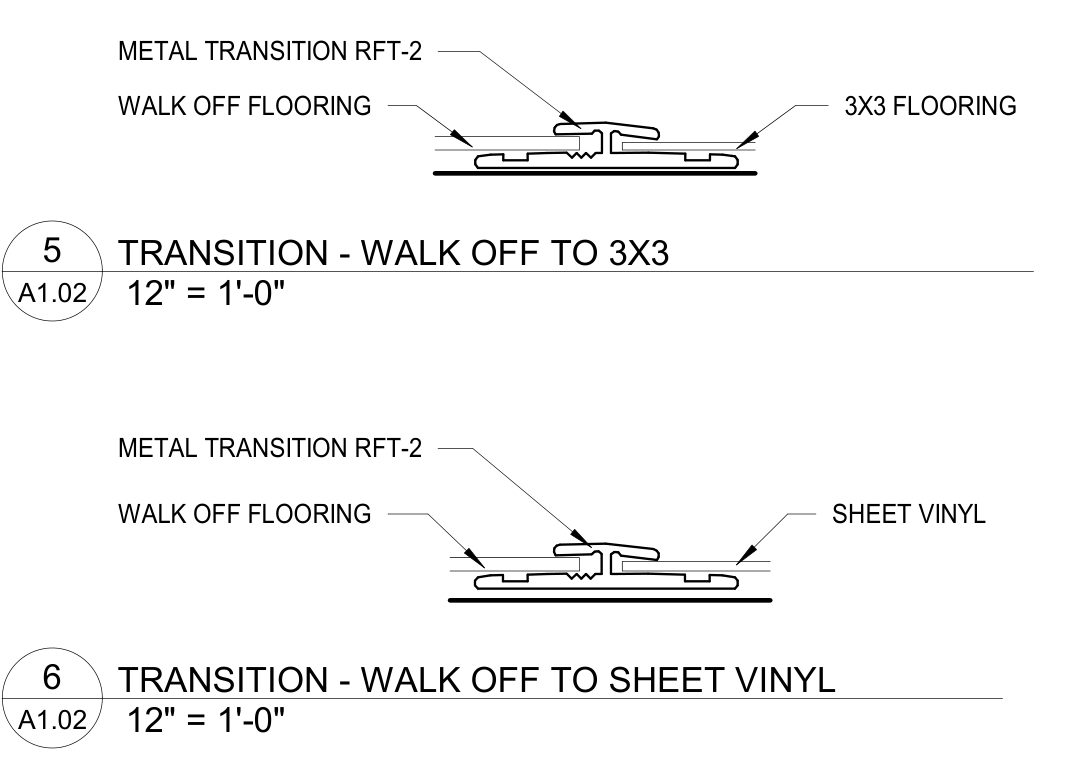 METAL TRANSITION RFT-2
WALK OFF FLOORING
3X3 FLOORING
5
A1.02
TRANSITION - WALK OFF TO 3X3
12" = 1'-0"
METAL TRANSITION RFT-2
WALK OFF FLOORING
SHEET VINYL
6
A1.02
TRANSITION - WALK OFF TO SHEET VINYL
12" = 1'-0"